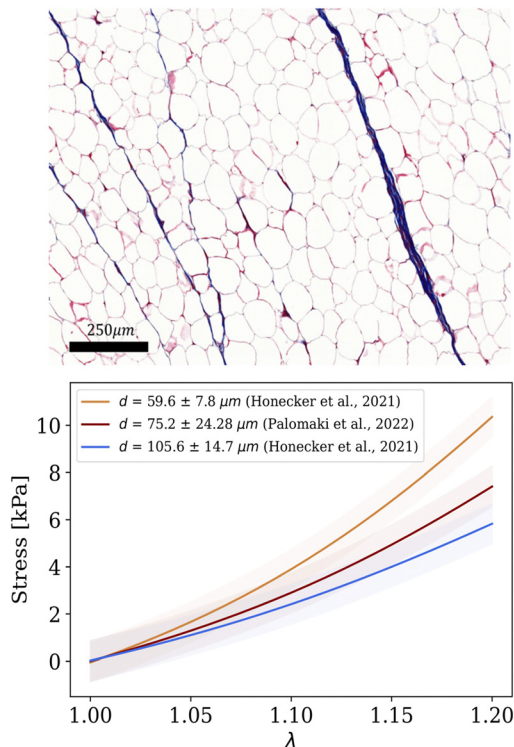 250μm
d = 59.6 ± 7.8 μm (Honecker et al., 2021)
d = 75.2 ± 24.28 μm (Palomaki et al., 2022)
d = 105.6 ± 14.7 μm (Honecker et al., 2021)
10
8
6
4
2
0
Stress [kPa]
1.00 1.05 1.10 1.15 1.20
λ